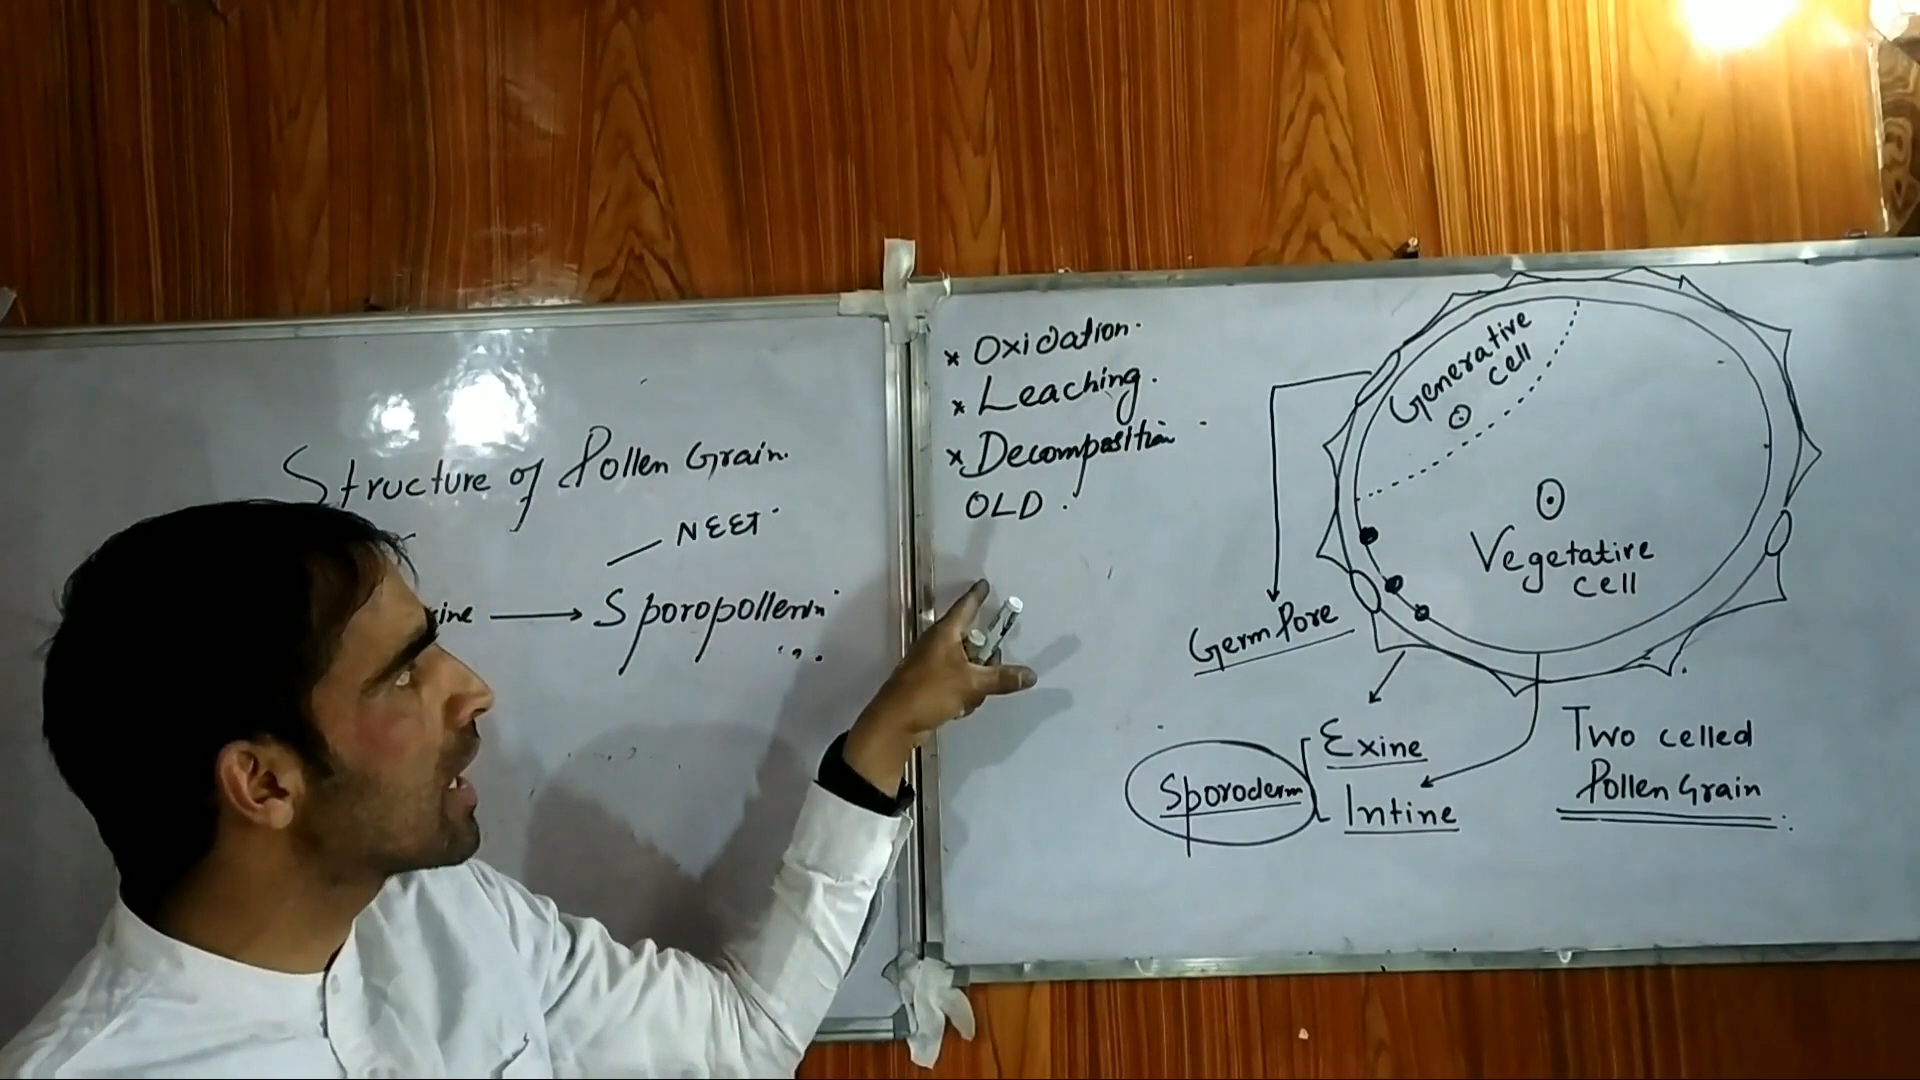 Structure of Pollen Grain.
NEET
Sporopollenin
* Oxidation.
* Leaching.
* Decomposition
OLD.
Generative
cell
Vegetative
cell
Germ Pore
Sporoderm
Exine
Intine
Two celled
Pollen Grain